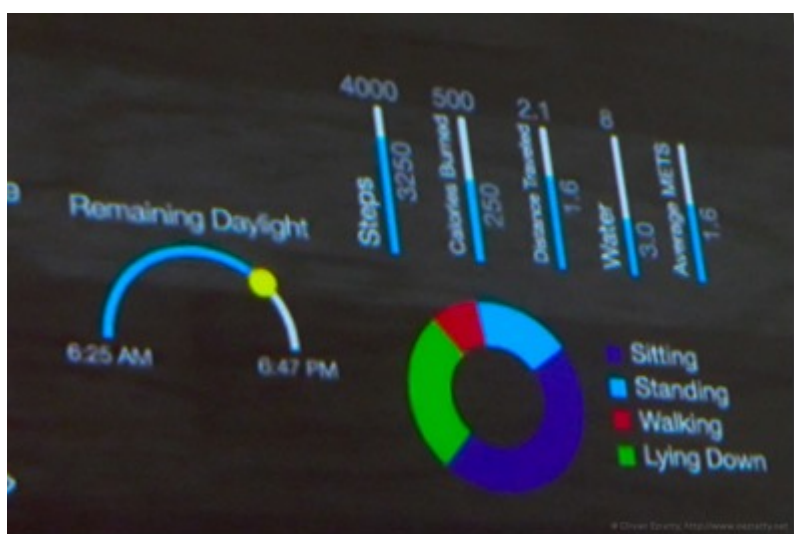 4000
Steps
3250
500
Calories Burned
250
2.1
Distance Traveled
1.6
8
Water
3.0
Average METS
1.6
Remaining Daylight
6:25 AM
6:47 PM
Sitting
Standing
Walking
Lying Down